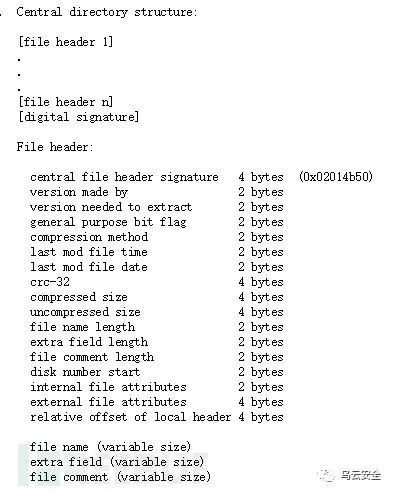 . Central directory structure:
[file header 1]
.
.
.
[file header n]
[digital signature]
File header:
central file header signature 4 bytes (0x02014b50)
version made by 2 bytes
version needed to extract 2 bytes
general purpose bit flag 2 bytes
compression method 2 bytes
last mod file time 2 bytes
last mod file date 2 bytes
crc-32 4 bytes
compressed size 4 bytes
uncompressed size 4 bytes
file name length 2 bytes
extra field length 2 bytes
file comment length 2 bytes
disk number start 2 bytes
internal file attributes 2 bytes
external file attributes 4 bytes
relative offset of local header 4 bytes
file name (variable size)
extra field (variable size)
file comment (variable size)
乌云安全